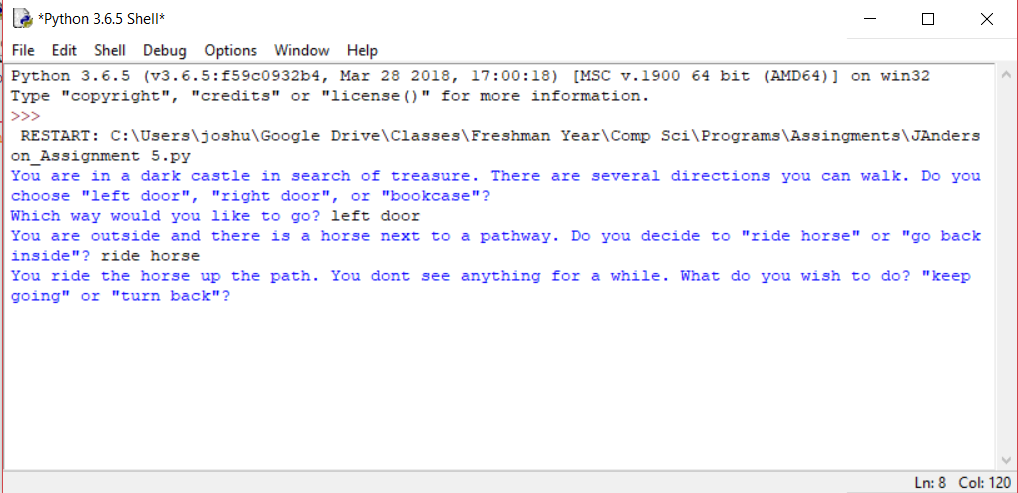 *Python 3.6.5 Shell*
File Edit Shell Debug Options Window Help
Python 3.6.5 (v3.6.5:f59c0932b4, Mar 28 2018, 17:00:18) [MSC v.1900 64 bit (AMD64)] on win32
Type "copyright", "credits" or "license()" for more information.
>>>
RESTART: C:\Users\joshu\Google Drive\Classes\Freshman Year\Comp Sci\Programs\Assingments\JAnders
on_Assignment 5.py
You are in a dark castle in search of treasure. There are several directions you can walk. Do you
choose "left door", "right door", or "bookcase"?
Which way would you like to go? left door
You are outside and there is a horse next to a pathway. Do you decide to "ride horse" or "go back
inside"? ride horse
You ride the horse up the path. You dont see anything for a while. What do you wish to do? "keep
going" or "turn back"?
Ln: 8 Col: 120